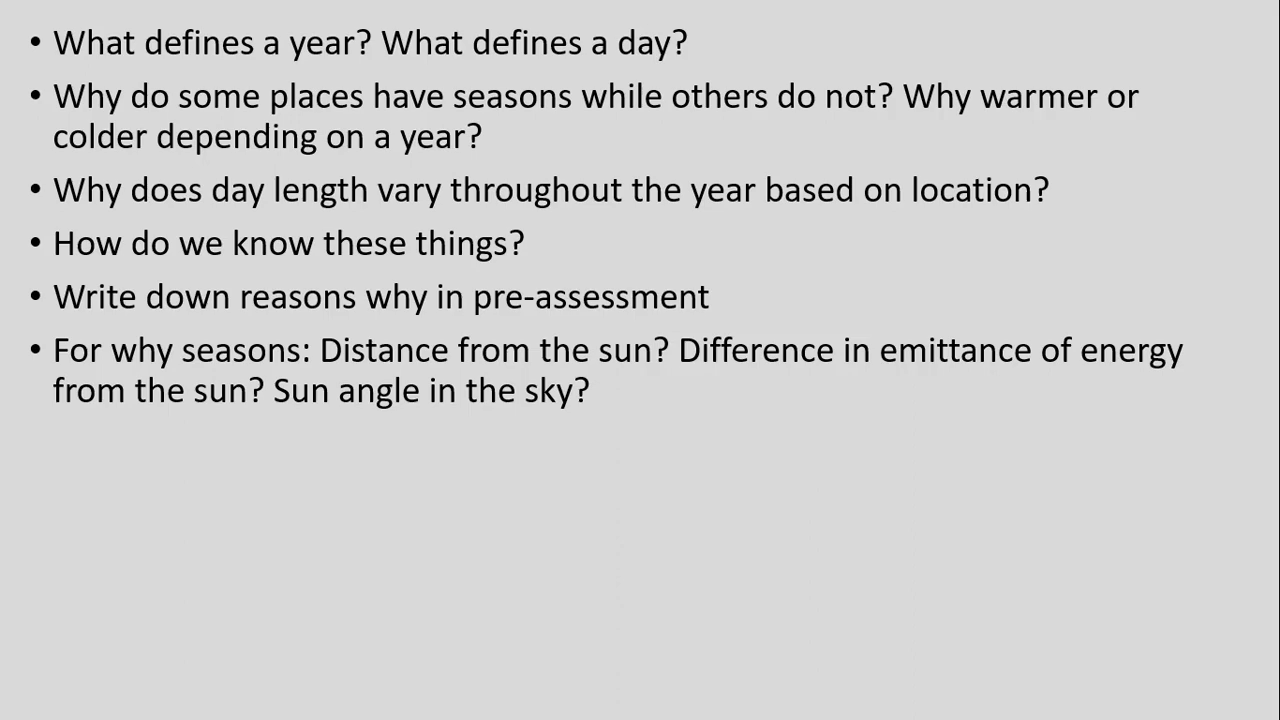 • What defines a year? What defines a day?
• Why do some places have seasons while others do not? Why warmer or
colder depending on a year?
• Why does day length vary throughout the year based on location?
• How do we know these things?
• Write down reasons why in pre-assessment
• For why seasons: Distance from the sun? Difference in emittance of energy
from the sun? Sun angle in the sky?